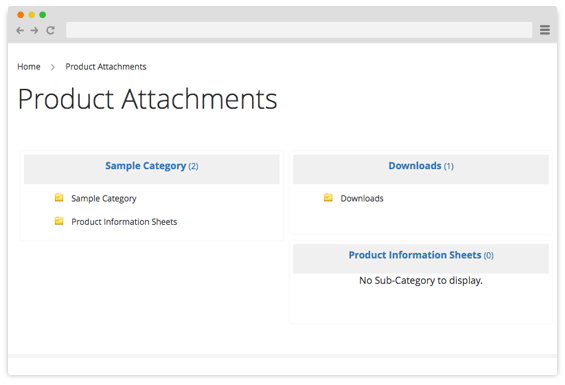 Home > Product Attachments
Product Attachments
Sample Category (2)
Sample Category
Product Information Sheets
Downloads (1)
Downloads
Product Information Sheets (0)
No Sub-Category to display.